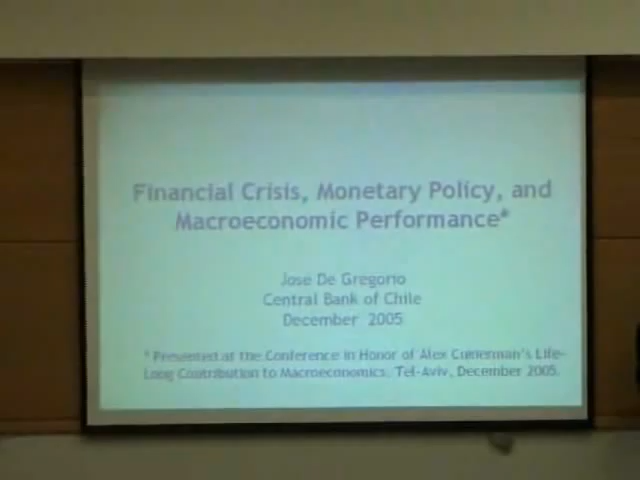 Financial Crisis, Monetary Policy, and
Macroeconomic Performance*
Jose De Gregorio
Central Bank of Chile
December 2005
* Presented at the Conference in Honor of Alex Cukierman's Life-
Long Contribution to Macroeconomics. Tel-Aviv, December 2005.